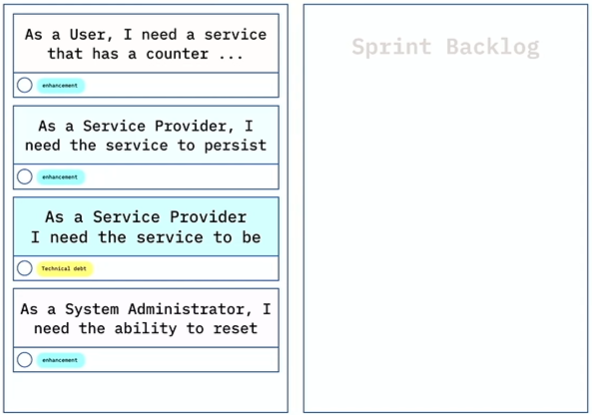 As a User, I need a service
that has a counter ...
enhancement
As a Service Provider, I
need the service to persist
enhancement
As a Service Provider
I need the service to be
Technical debt
As a System Administrator, I
need the ability to reset
enhancement
Sprint Backlog